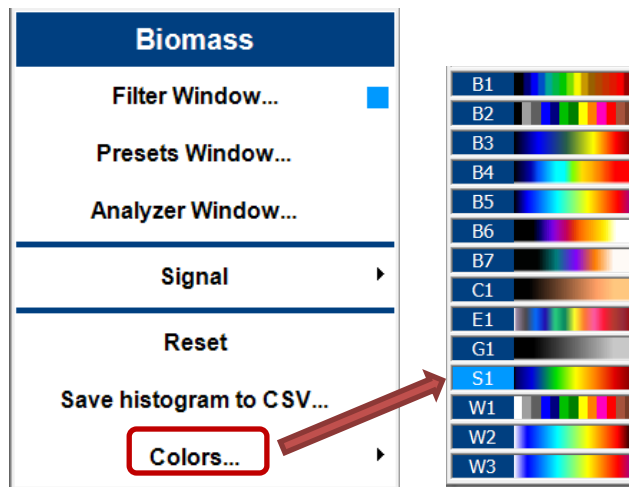 Biomass
Filter Window...
Presets Window...
Analyzer Window...
Signal
Reset
Save histogram to CSV...
Colors...
B1
B2
B3
B4
B5
B6
B7
C1
E1
G1
S1
W1
W2
W3